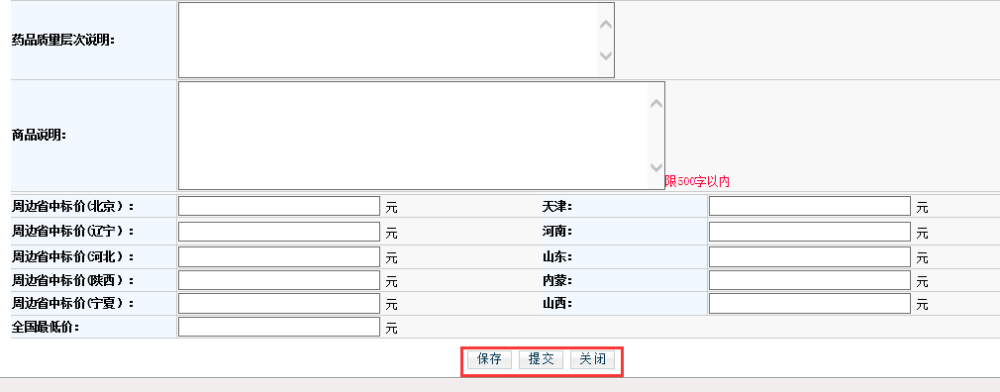 药品质量层次说明：
商品说明：
限500字以内
周边省中标价(北京）： 元 天津： 元
周边省中标价(辽宁）： 元 河南： 元
周边省中标价(河北）： 元 山东： 元
周边省中标价(陕西）： 元 内蒙： 元
周边省中标价(宁夏）： 元 山西： 元
全国最低价： 元
保存 提交 关闭